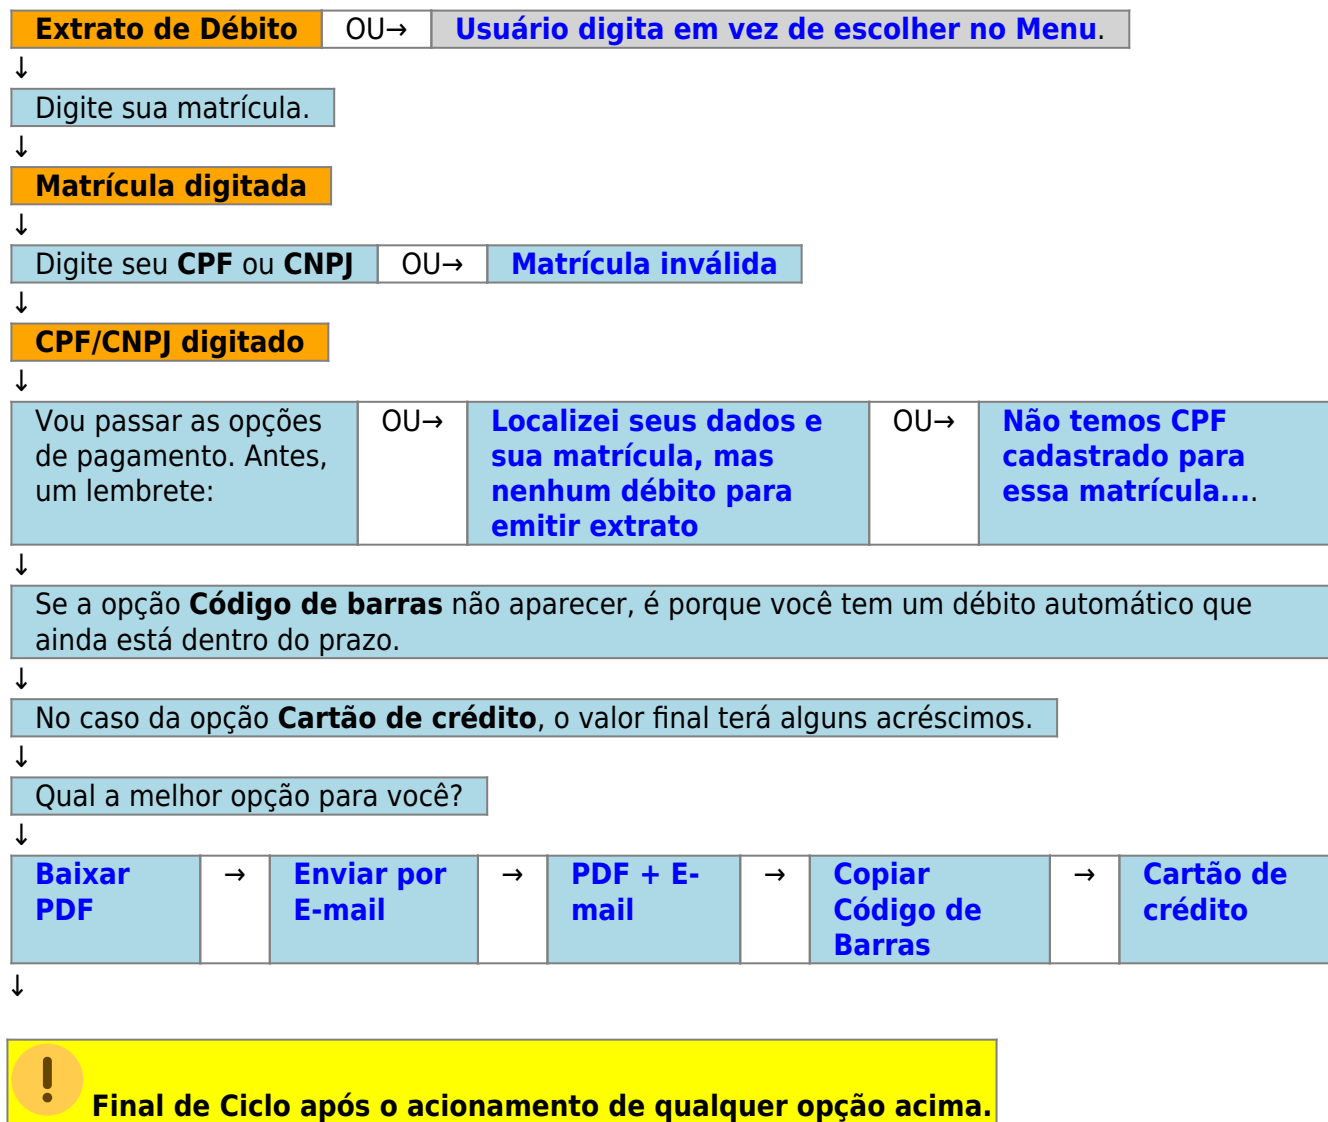 Extrato de Débito OU→ Usuário digita em vez de escolher no Menu.
↓
Digite sua matrícula.
↓
Matrícula digitada
↓
Digite seu CPF ou CNPJ OU→ Matrícula inválida
↓
CPF/CNPJ digitado
↓
Vou passar as opções
de pagamento. Antes,
um lembrete:
OU→
Localizei seus dados e
sua matrícula, mas
nenhum débito para
emitir extrato
OU→
Não temos CPF
cadastrado para
essa matrícula....
↓
Se a opção Código de barras não aparecer, é porque você tem um débito automático que
ainda está dentro do prazo.
↓
No caso da opção Cartão de crédito, o valor final terá alguns acréscimos.
↓
Qual a melhor opção para você?
↓
Baixar
PDF
→
Enviar por
E-mail
→
PDF + E-
mail
→
Copiar
Código de
Barras
→
Cartão de
crédito
↓
Final de Ciclo após o acionamento de qualquer opção acima.